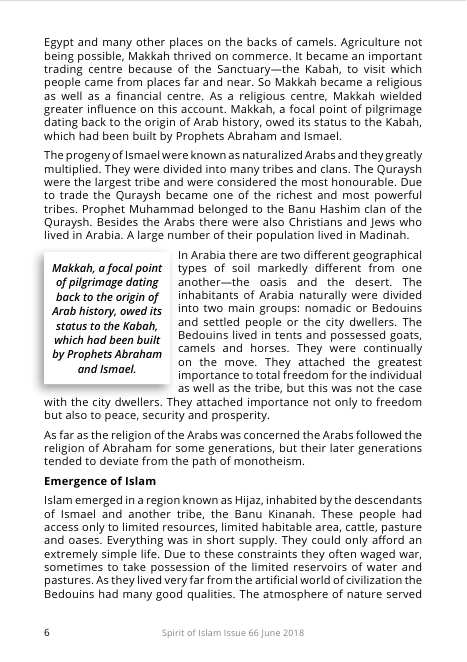 Egypt and many other places on the backs of camels. Agriculture not
being possible, Makkah thrived on commerce. It became an important
trading centre because of the Sanctuary—the Kabah, to visit which
people came from places far and near. So Makkah became a religious
as well as a financial centre. As a religious centre, Makkah wielded
greater influence on this account. Makkah, a focal point of pilgrimage
dating back to the origin of Arab history, owed its status to the Kabah,
which had been built by Prophets Abraham and Ismael.
The progeny of Ismael were known as naturalized Arabs and they greatly
multiplied. They were divided into many tribes and clans. The Quraysh
were the largest tribe and were considered the most honourable. Due
to trade the Quraysh became one of the richest and most powerful
tribes. Prophet Muhammad belonged to the Banu Hashim clan of the
Quraysh. Besides the Arabs there were also Christians and Jews who
lived in Arabia. A large number of their population lived in Madinah.
Makkah, a focal point
of pilgrimage dating
back to the origin of
Arab history, owed its
status to the Kabah,
which had been built
by Prophets Abraham
and Ismael.
In Arabia there are two different geographical
types of soil markedly different from one
another—the oasis and the desert. The
inhabitants of Arabia naturally were divided
into two main groups: nomadic or Bedouins
and settled people or the city dwellers. The
Bedouins lived in tents and possessed goats,
camels and horses. They were continually
on the move. They attached the greatest
importance to total freedom for the individual
as well as the tribe, but this was not the case
with the city dwellers. They attached importance not only to freedom
but also to peace, security and prosperity.
As far as the religion of the Arabs was concerned the Arabs followed the
religion of Abraham for some generations, but their later generations
tended to deviate from the path of monotheism.
Emergence of Islam
Islam emerged in a region known as Hijaz, inhabited by the descendants
of Ismael and another tribe, the Banu Kinanah. These people had
access only to limited resources, limited habitable area, cattle, pasture
and oases. Everything was in short supply. They could only afford an
extremely simple life. Due to these constraints they often waged war,
sometimes to take possession of the limited reservoirs of water and
pastures. As they lived very far from the artificial world of civilization the
Bedouins had many good qualities. The atmosphere of nature served
6
Spirit of Islam Issue 66 June 2018